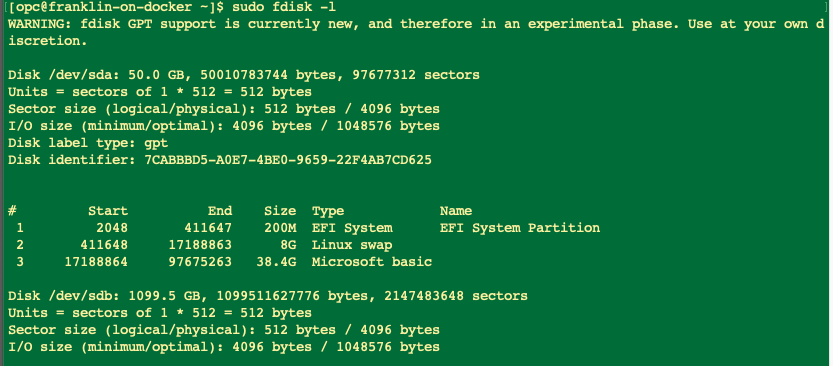 [opc@franklin-on-docker ~]$ sudo fdisk -l
WARNING: fdisk GPT support is currently new, and therefore in an experimental phase. Use at your own d
iscretion.
Disk /dev/sda: 50.0 GB, 50010783744 bytes, 97677312 sectors
Units = sectors of 1 * 512 = 512 bytes
Sector size (logical/physical): 512 bytes / 4096 bytes
I/O size (minimum/optimal): 4096 bytes / 1048576 bytes
Disk label type: gpt
Disk identifier: 7CABBBD5-A0E7-4BE0-9659-22F4AB7CD625
#         Start          End    Size  Type            Name
 1         2048       411647    200M  EFI System      EFI System Partition
 2       411648     17188863      8G  Linux swap
 3     17188864     97675263   38.4G  Microsoft basic
Disk /dev/sdb: 1099.5 GB, 1099511627776 bytes, 2147483648 sectors
Units = sectors of 1 * 512 = 512 bytes
Sector size (logical/physical): 512 bytes / 4096 bytes
I/O size (minimum/optimal): 4096 bytes / 1048576 bytes